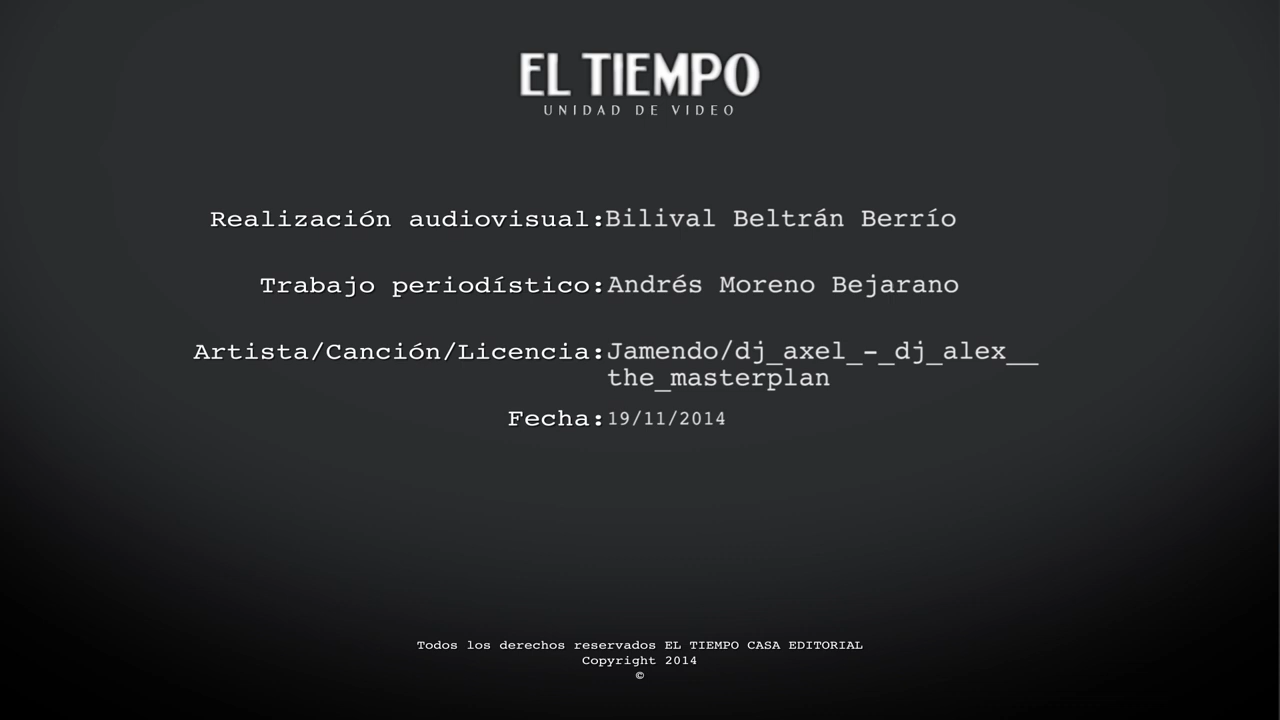 EL TIEMPO
UNIDAD DE VIDEO
Realización audiovisual:Bilival Beltrán Berrío
Trabajo periodístico:Andrés Moreno Bejarano
Artista/Canción/Licencia:Jamendo/dj_axel_-_dj_alex__
the_masterplan
Fecha:19/11/2014
Todos los derechos reservados EL TIEMPO CASA EDITORIAL
Copyright 2014
©